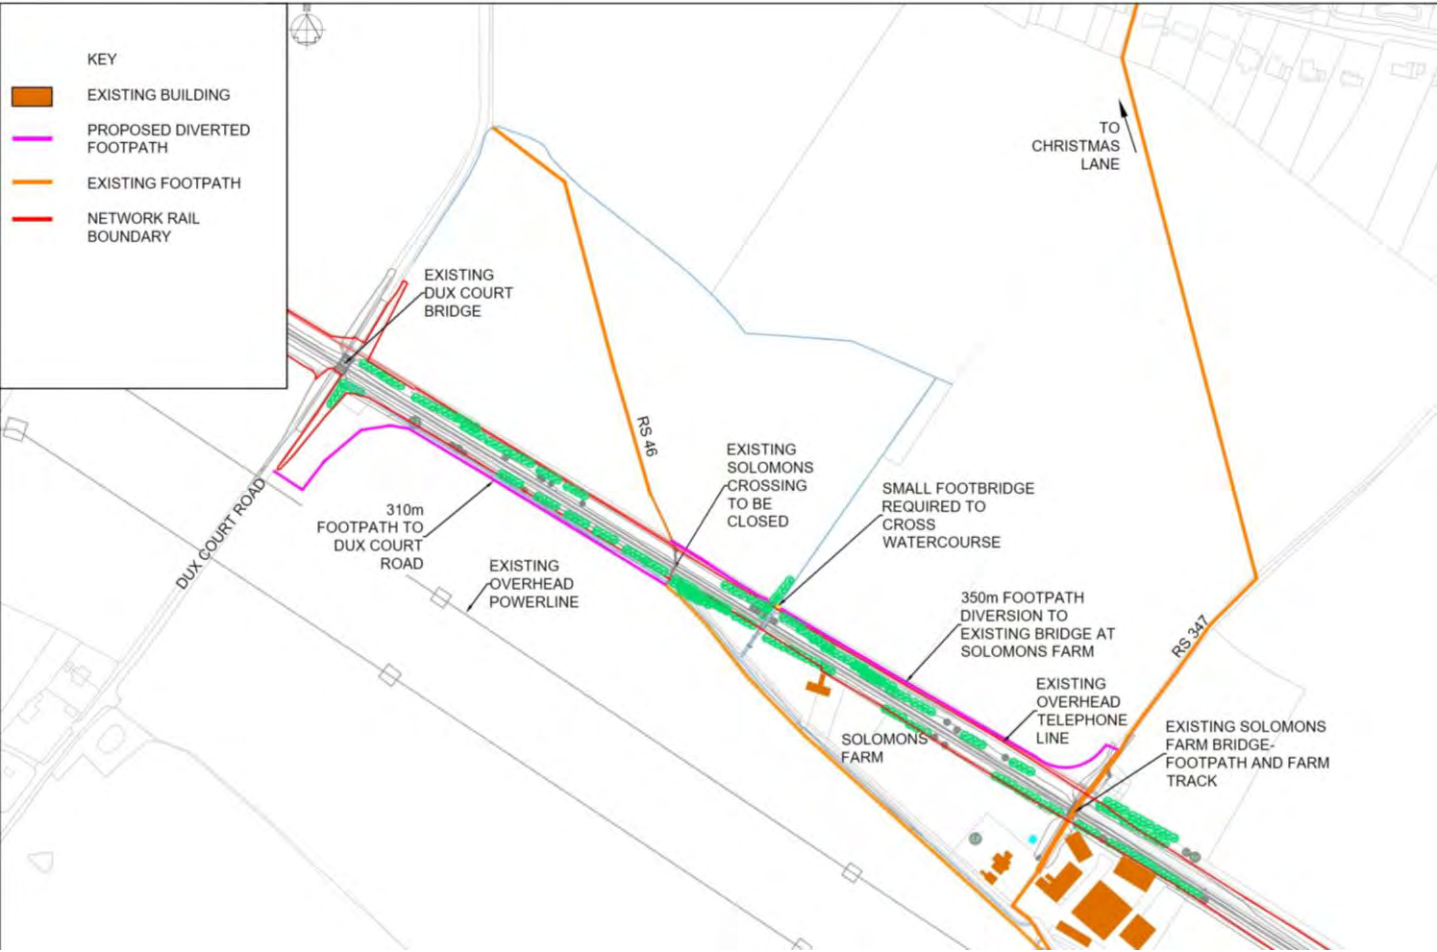 KEY
EXISTING BUILDING
PROPOSED DIVERTED
FOOTPATH
EXISTING FOOTPATH
NETWORK RAIL
BOUNDARY
N
TO
CHRISTMAS
LANE
EXISTING
DUX COURT
BRIDGE
RS 46
EXISTING
SOLOMONS
CROSSING
TO BE
CLOSED
SMALL FOOTBRIDGE
REQUIRED TO
CROSS
WATERCOURSE
DUX COURT ROAD
310m
FOOTPATH TO
DUX COURT
ROAD
EXISTING
OVERHEAD
POWERLINE
350m FOOTPATH
DIVERSION TO
EXISTING BRIDGE AT
SOLOMONS FARM
RS 347
EXISTING
OVERHEAD
TELEPHONE
LINE
SOLOMONS
FARM
EXISTING SOLOMONS
FARM BRIDGE-
FOOTPATH AND FARM
TRACK